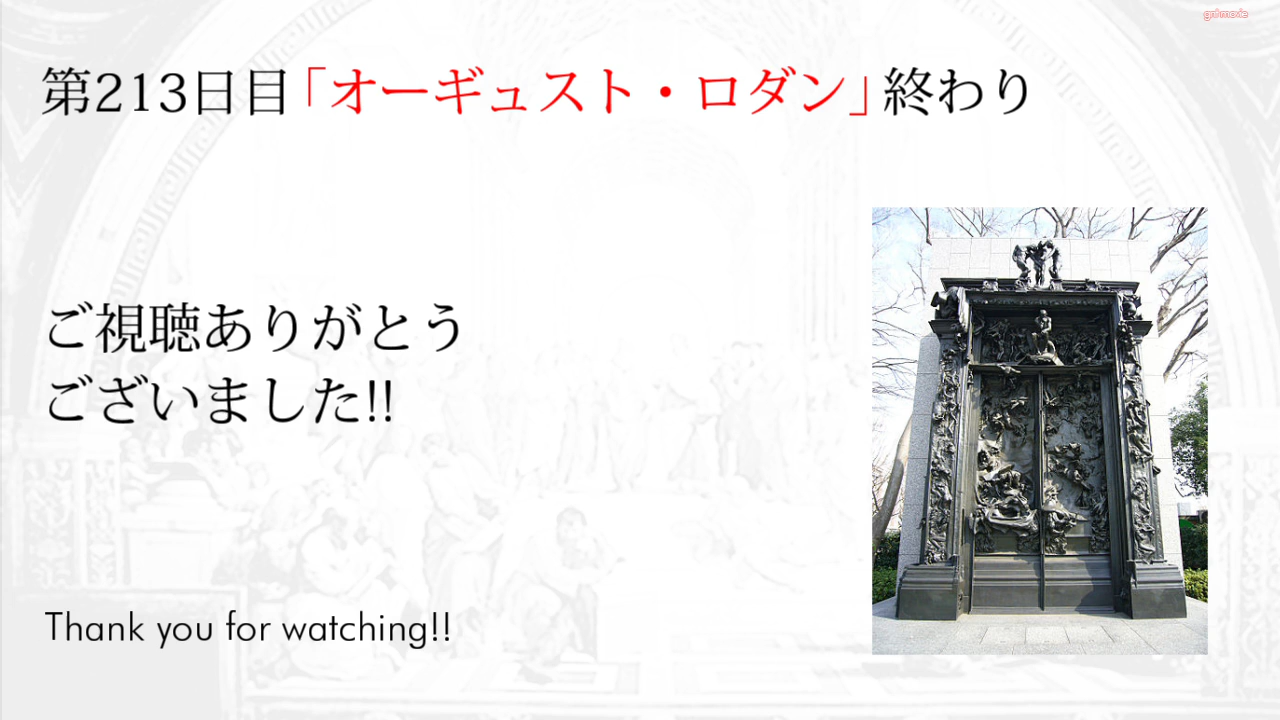 第213日目「オーギュスト・ロダン」終わり
ご視聴ありがとう
ございました!!
Thank you for watching!!